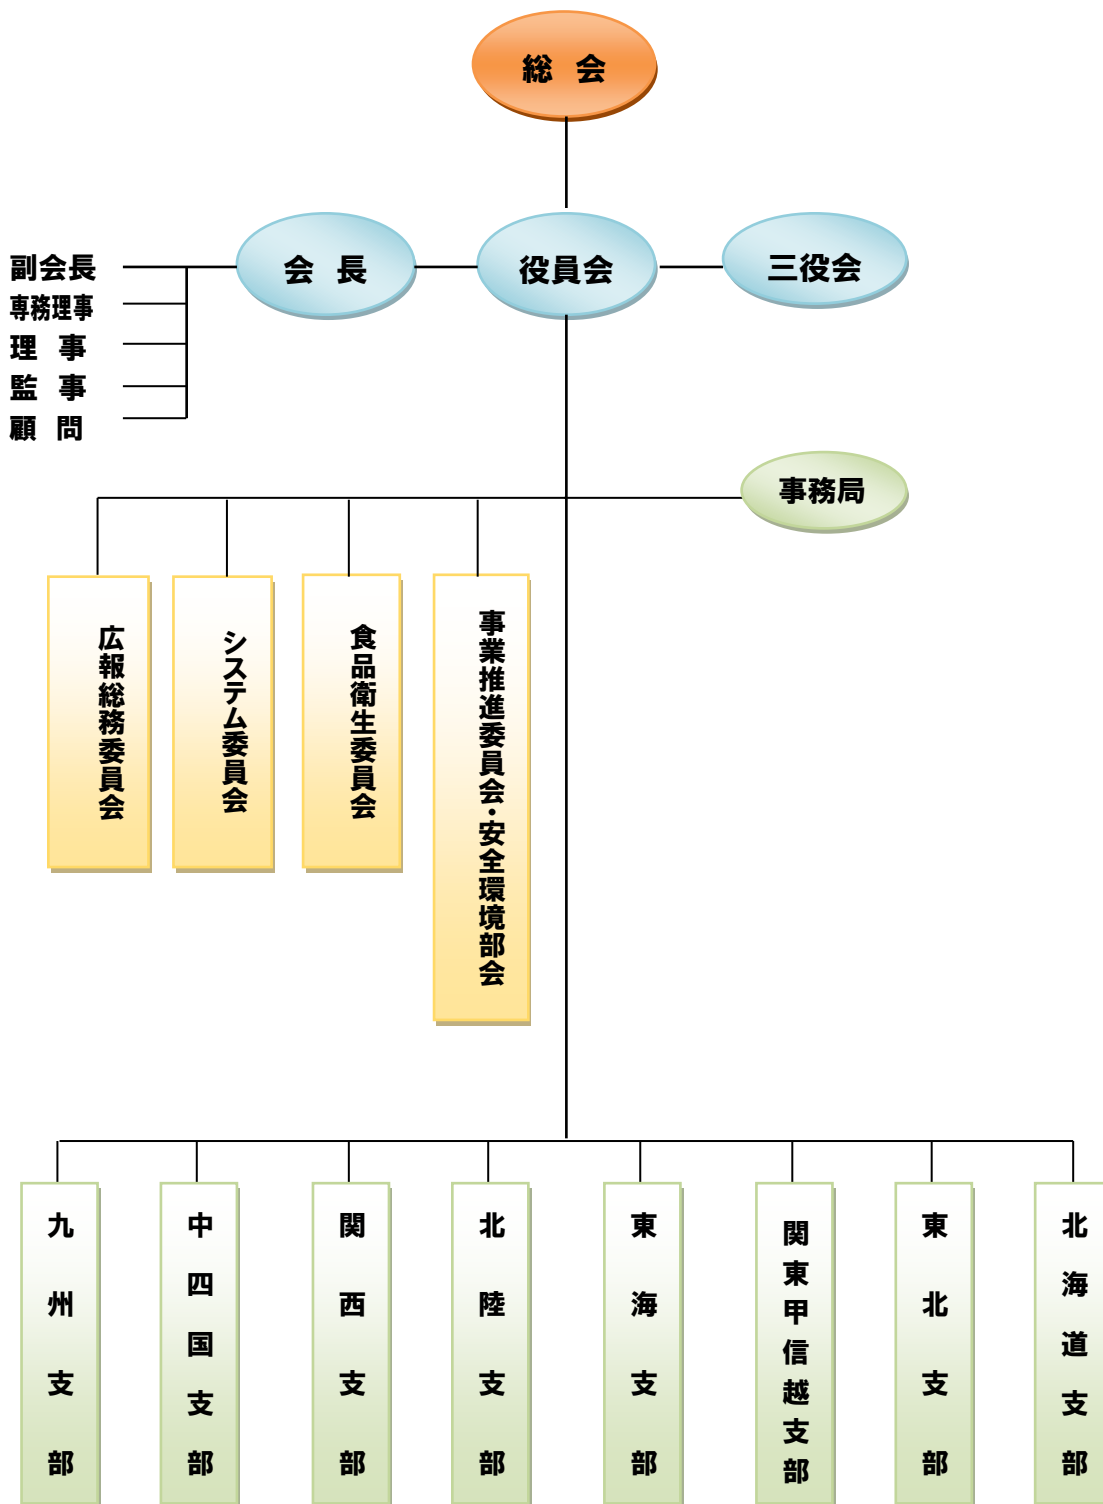 総 会
会 長
役員会
三役会
副会長
専務理事
理 事
監 事
顧 問
事務局
広報総務委員会
システム委員会
食品衛生委員会
事業推進委員会・安全環境部会
九州支部
中四国支部
関西支部
北陸支部
東海支部
関東甲信越支部
東北支部
北海道支部